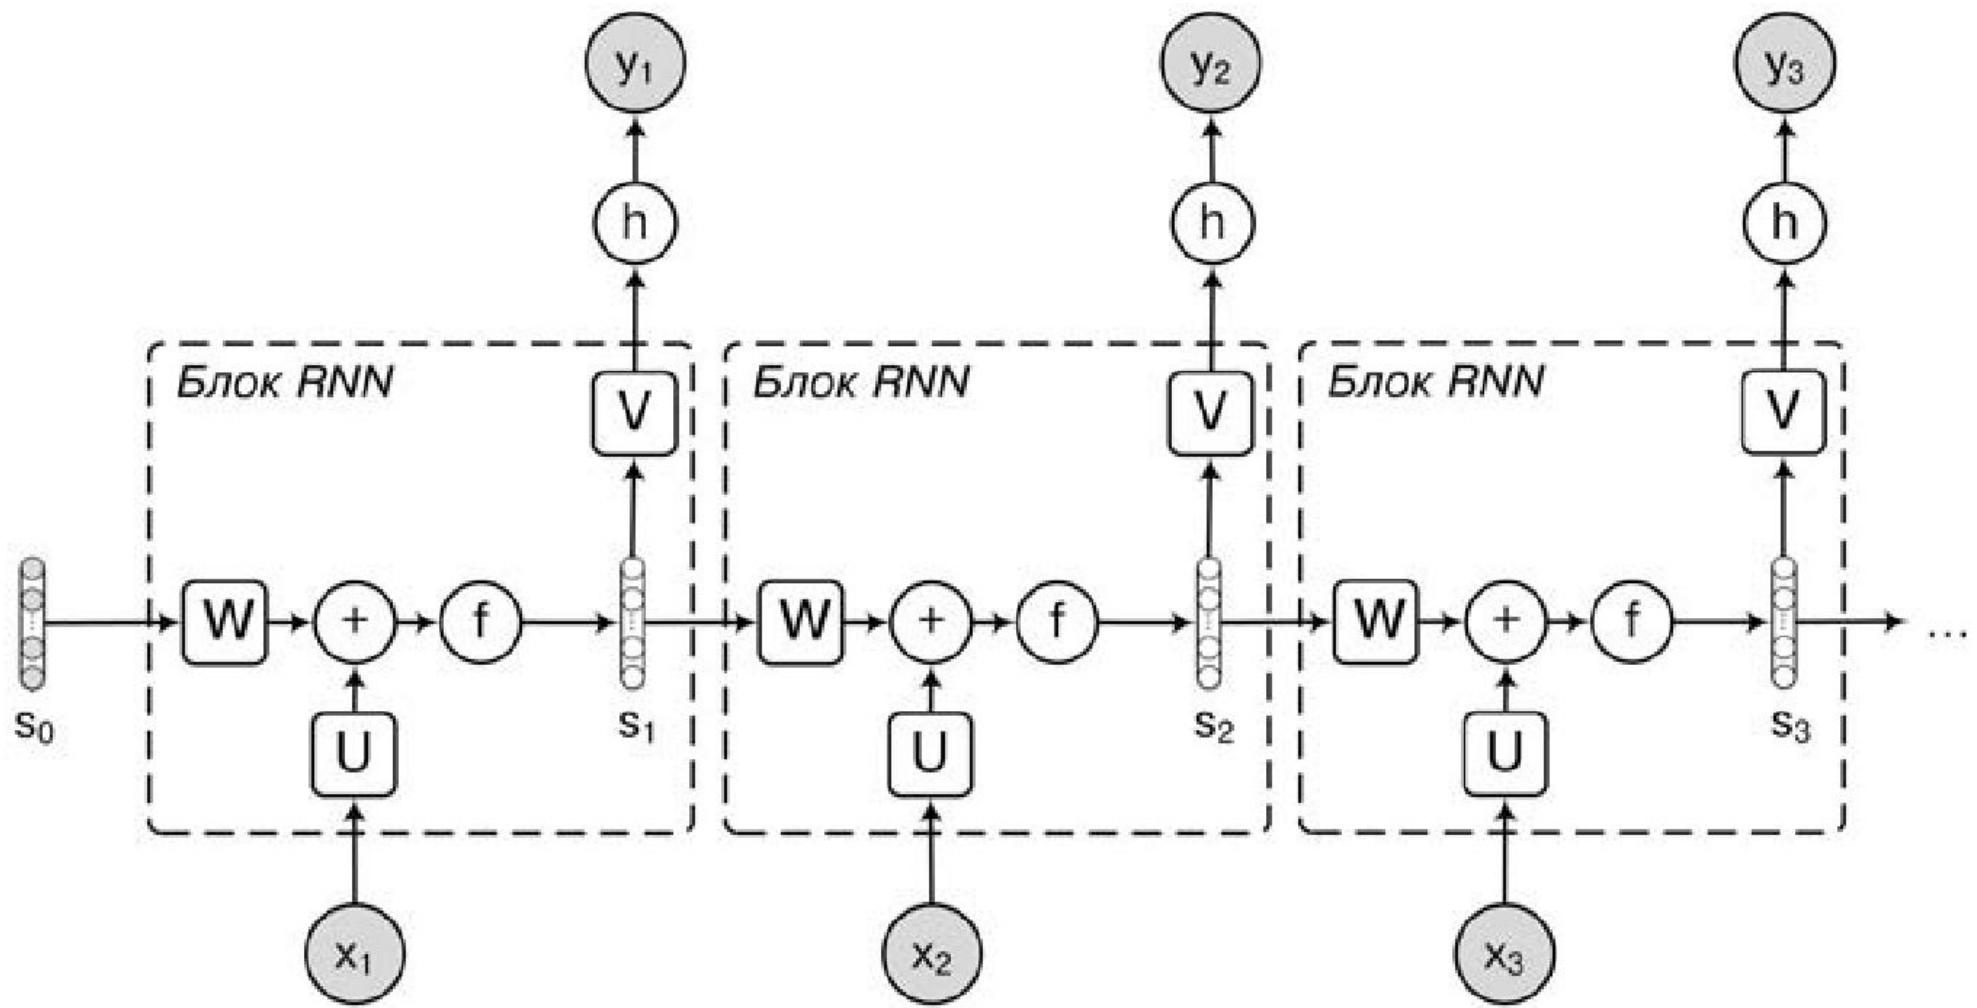 y₁ y₂ y₃
h h h
Блок RNN Блок RNN Блок RNN
V V V
W + f W + f W + f ...
s₀ s₁ s₂ s₃
U U U
x₁ x₂ x₃